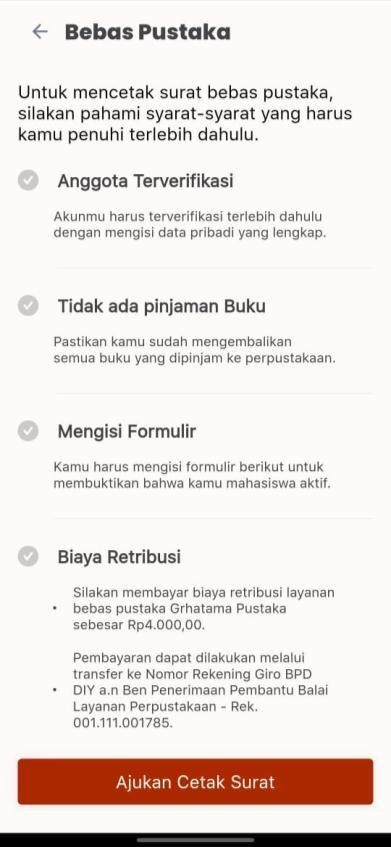 Bebas Pustaka
Untuk mencetak surat bebas pustaka,
silakan pahami syarat-syarat yang harus
kamu penuhi terlebih dahulu.
Anggota Terverifikasi
Akunmu harus terverifikasi terlebih dahulu
dengan mengisi data pribadi yang lengkap.
Tidak ada pinjaman Buku
Pastikan kamu sudah mengembalikan
semua buku yang dipinjam ke perpustakaan.
Mengisi Formulir
Kamu harus mengisi formulir berikut untuk
membuktikan bahwa kamu mahasiswa aktif.
Biaya Retribusi
Silakan membayar biaya retribusi layanan
• bebas pustaka Grhatama Pustaka
sebesar Rp4.000,00.
Pembayaran dapat dilakukan melalui
transfer ke Nomor Rekening Giro BPD
• DIY a.n Ben Penerimaan Pembantu Balai
Layanan Perpustakaan - Rek.
001.111.001785.
Ajukan Cetak Surat